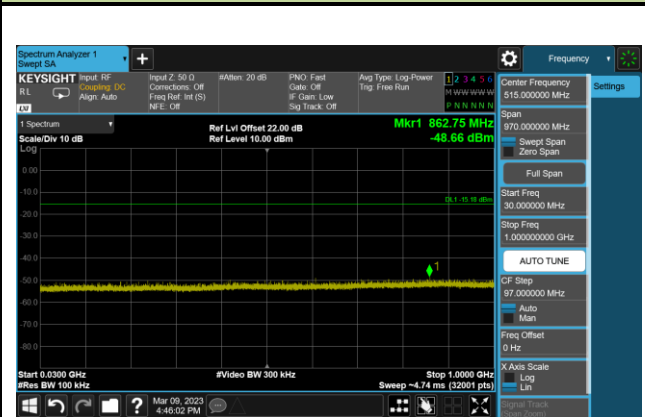 Spectrum Analyzer 1
Swept SA
Frequency
KEYSIGHT
RL
LXI
Input: RF
Coupling: DC
Align: Auto
Input Z: 50 Ω
Corrections: Off
Freq Ref: Int (S)
NFE: Off
#Atten: 20 dB
PNO: Fast
Gate: Off
IF Gain: Low
Sig Track: Off
Avg Type: Log-Power
Trig: Free Run
1 2 3 4 5 6
M W W W W W
P N N N N N
Center Frequency
515.000000 MHz
Settings
1 Spectrum
Scale/Div 10 dB
Log
Ref Lvl Offset 22.00 dB
Ref Level 10.00 dBm
Mkr1 862.75 MHz
-48.66 dBm
Span
970.000000 MHz
Swept Span
Zero Span
Full Span
Start Freq
30.000000 MHz
Stop Freq
1.000000000 GHz
AUTO TUNE
CF Step
97.000000 MHz
Auto
Man
Freq Offset
0 Hz
X Axis Scale
Log
Lin
Signal Track
(Span Zoom)
0.00
-10.0
-20.0
-30.0
-40.0
-50.0
-60.0
-70.0
-80.0
DL1 -15.18 dBm
1
Start 0.0300 GHz
#Res BW 100 kHz
#Video BW 300 kHz
Stop 1.0000 GHz
Sweep ~4.74 ms (32001 pts)
?
Mar 09, 2023
4:46:02 PM